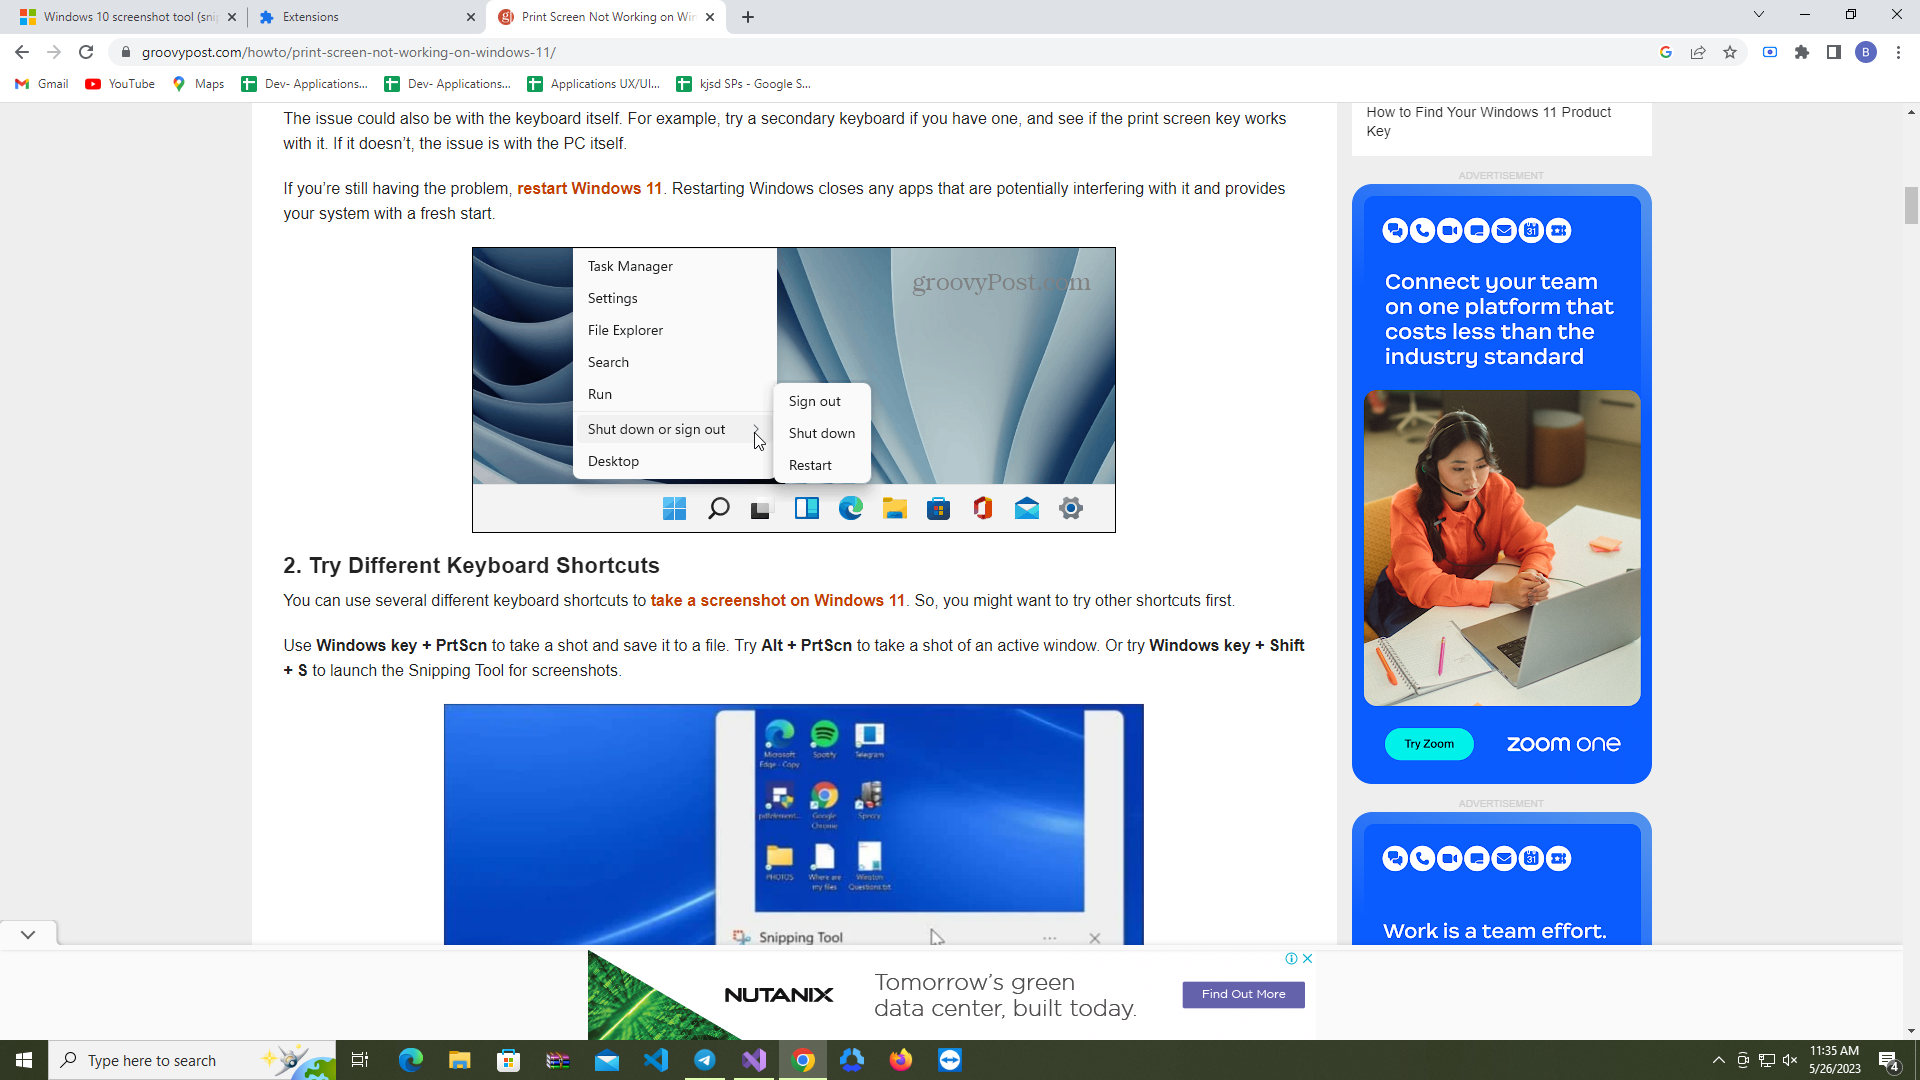 Windows 10 screenshot tool (sni
Extensions
Print Screen Not Working on Win
groovypost.com/howto/print-screen-not-working-on-windows-11/
B
Gmail
YouTube
Maps
Dev- Applications...
Dev- Applications...
Applications UX/UI...
kjsd SPs - Google S...
The issue could also be with the keyboard itself. For example, try a secondary keyboard if you have one, and see if the print screen key works
with it. If it doesn’t, the issue is with the PC itself.
If you’re still having the problem, restart Windows 11. Restarting Windows closes any apps that are potentially interfering with it and provides
your system with a fresh start.
Task Manager
Settings
File Explorer
Search
Run
Shut down or sign out
Desktop
Sign out
Shut down
Restart
groovyPost.com
2. Try Different Keyboard Shortcuts
You can use several different keyboard shortcuts to take a screenshot on Windows 11. So, you might want to try other shortcuts first.
Use Windows key + PrtScn to take a shot and save it to a file. Try Alt + PrtScn to take a shot of an active window. Or try Windows key + Shift
+ S to launch the Snipping Tool for screenshots.
Microsoft
Edge - Copy
Spotify
Telegram
pdfelement...
Google
Chrome
Speccy
PHOTOS
Where are
my files
Winston
Questions.txt
Snipping Tool
How to Find Your Windows 11 Product
Key
ADVERTISEMENT
31
Connect your team
on one platform that
costs less than the
industry standard
Try Zoom
zoom one
ADVERTISEMENT
31
Work is a team effort.
NUTANIX
Tomorrow’s green
data center, built today.
Find Out More
Type here to search
11:35 AM
5/26/2023
4